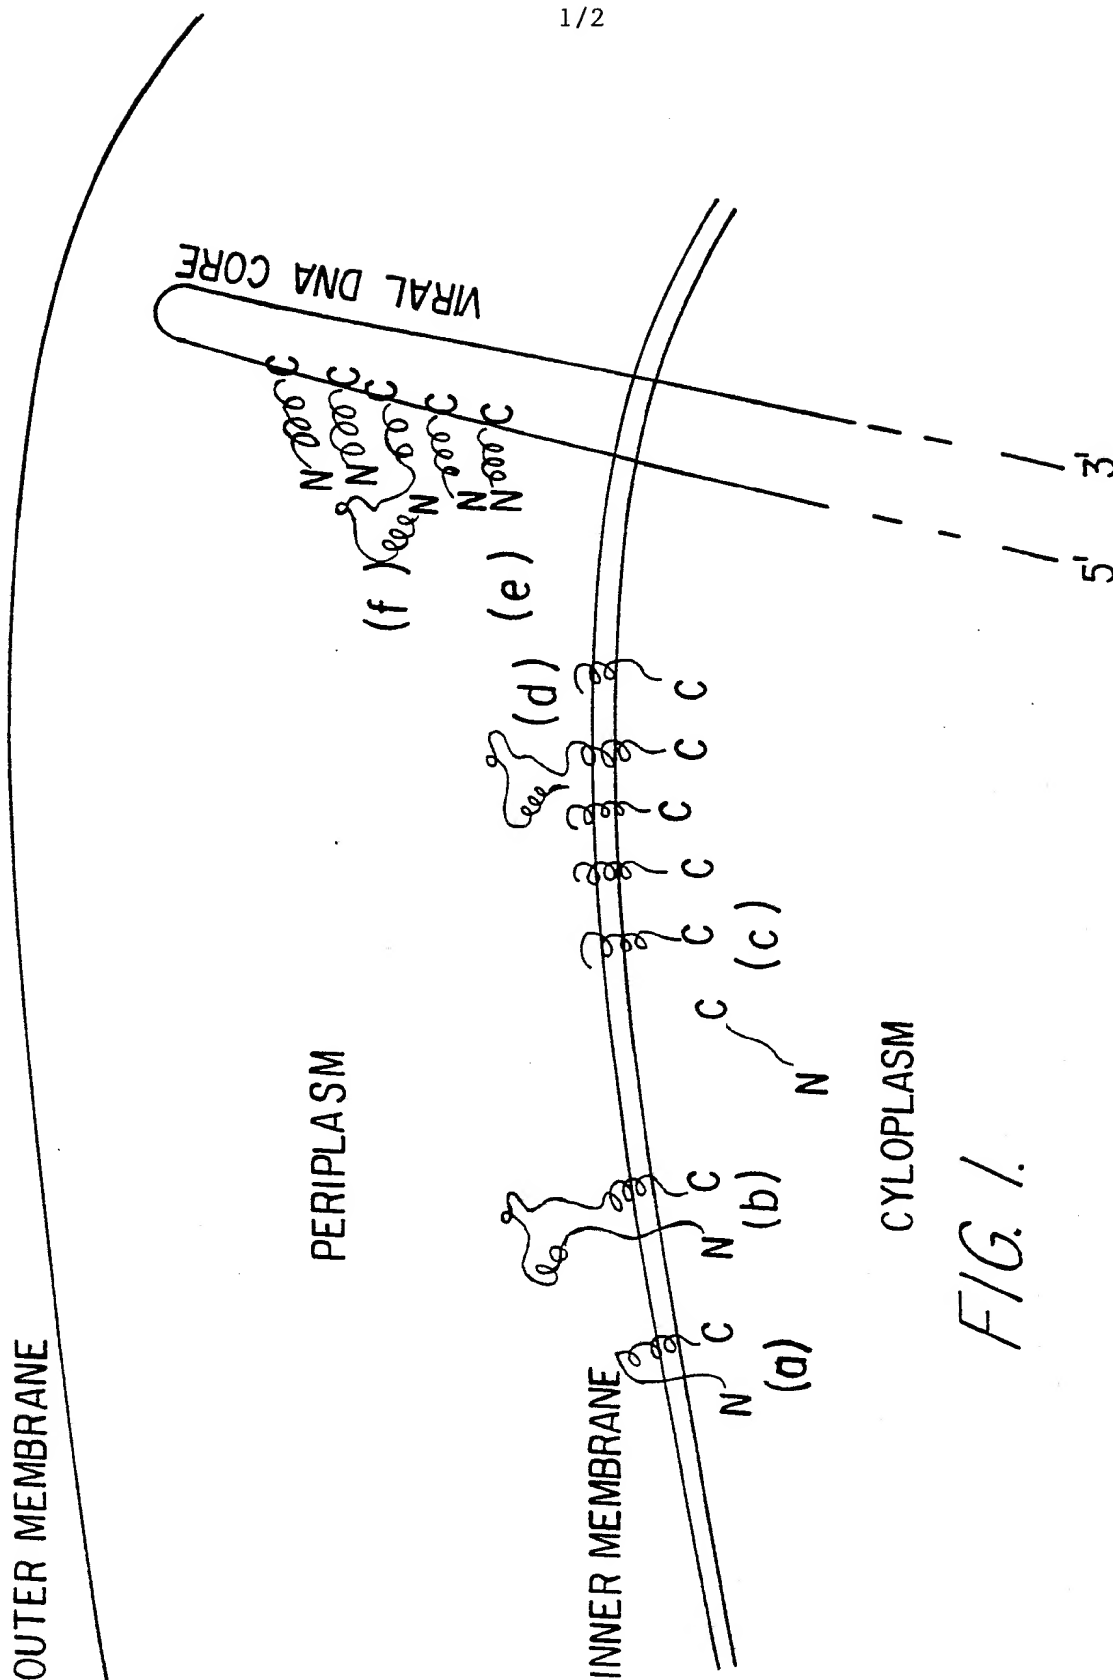 1/2
OUTER MEMBRANE
PERIPLASM
VIRAL DNA CORE
C
C
C
C
C
N
N
N
N
N
(f)
(e)
(d)
INNER MEMBRANE
N
C
(a)
N
C
(b)
N
C
C
C
C
C
C
(c)
5'
3'
CYLOPLASM
FIG. 1.